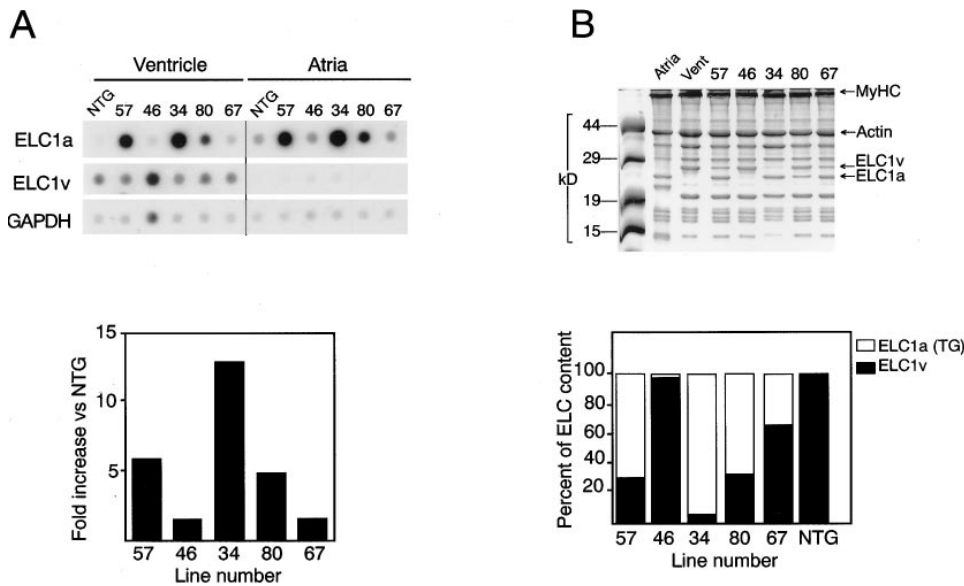 A
Ventricle Atria
NTG 57 46 34 80 67 NTG 57 46 34 80 67
ELC1a
ELC1v
GAPDH
Fold increase vs NTG
15
10
5
57 46 34 80 67
Line number
B
Atria Vent 57 46 34 80 67
MyHC
44
Actin
29
ELC1v
kD
ELC1a
19
15
ELC1a (TG)
ELC1v
Percent of ELC content
100
80
60
40
20
57 46 34 80 67 NTG
Line number